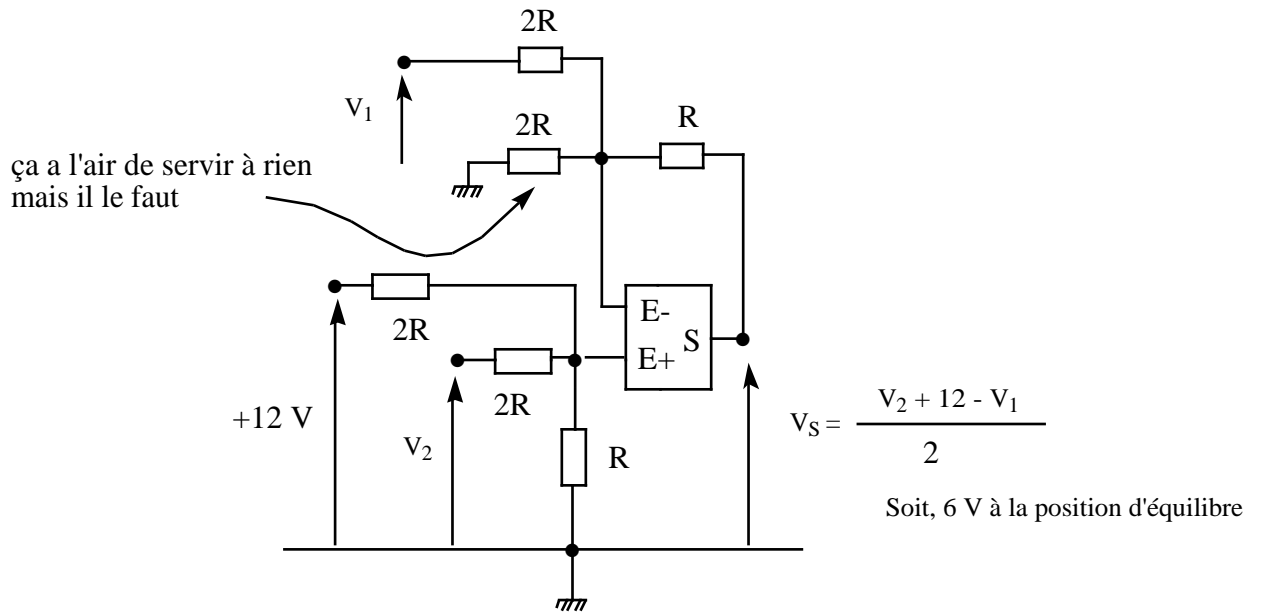 2R
V1
2R
R
ça a l'air de servir à rien
mais il le faut
2R
E-
S
E+
2R
+12 V
V2
R
VS = V2 + 12 - V1
2
Soit, 6 V à la position d'équilibre